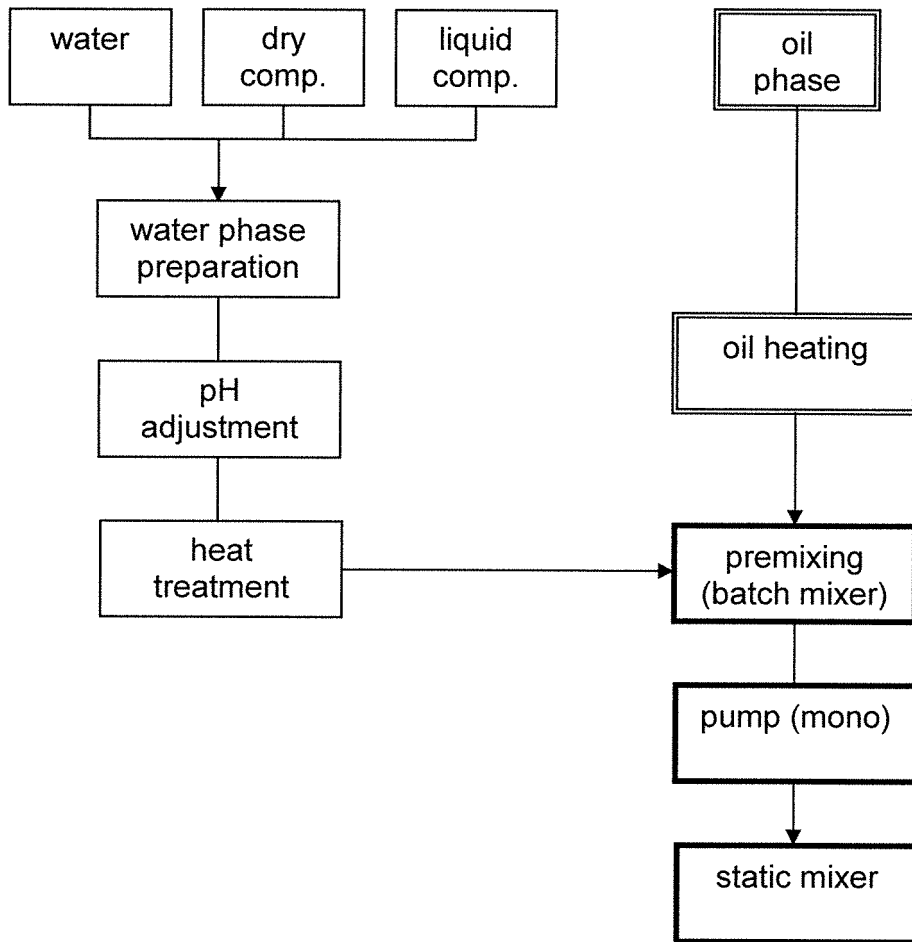 water
dry
comp.
liquid
comp.
oil
phase
water phase
preparation
oil heating
pH
adjustment
heat
treatment
premixing
(batch mixer)
pump (mono)
static mixer